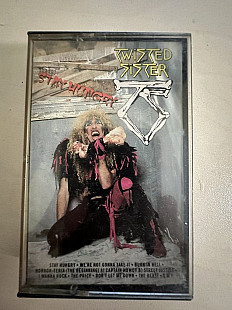 TWISTED
SISTER
STAY HUNGRY
STAY HUNGRY • WE'RE NOT GONNA TAKE IT • BURN IN HELL •
HORROR-TERIA (THE BEGINNING) A) CAPTAIN HOWDY B) STREET JUSTICE
I WANNA ROCK • THE PRICE • DON'T LET ME DOWN • THE BEAST •